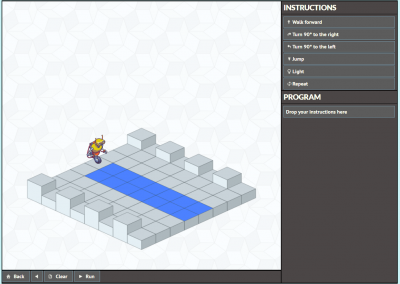 INSTRUCTIONS
Walk forward
Turn 90° to the right
Turn 90° to the left
Jump
Light
Repeat
PROGRAM
Drop your instructions here
Back
Clear
Run